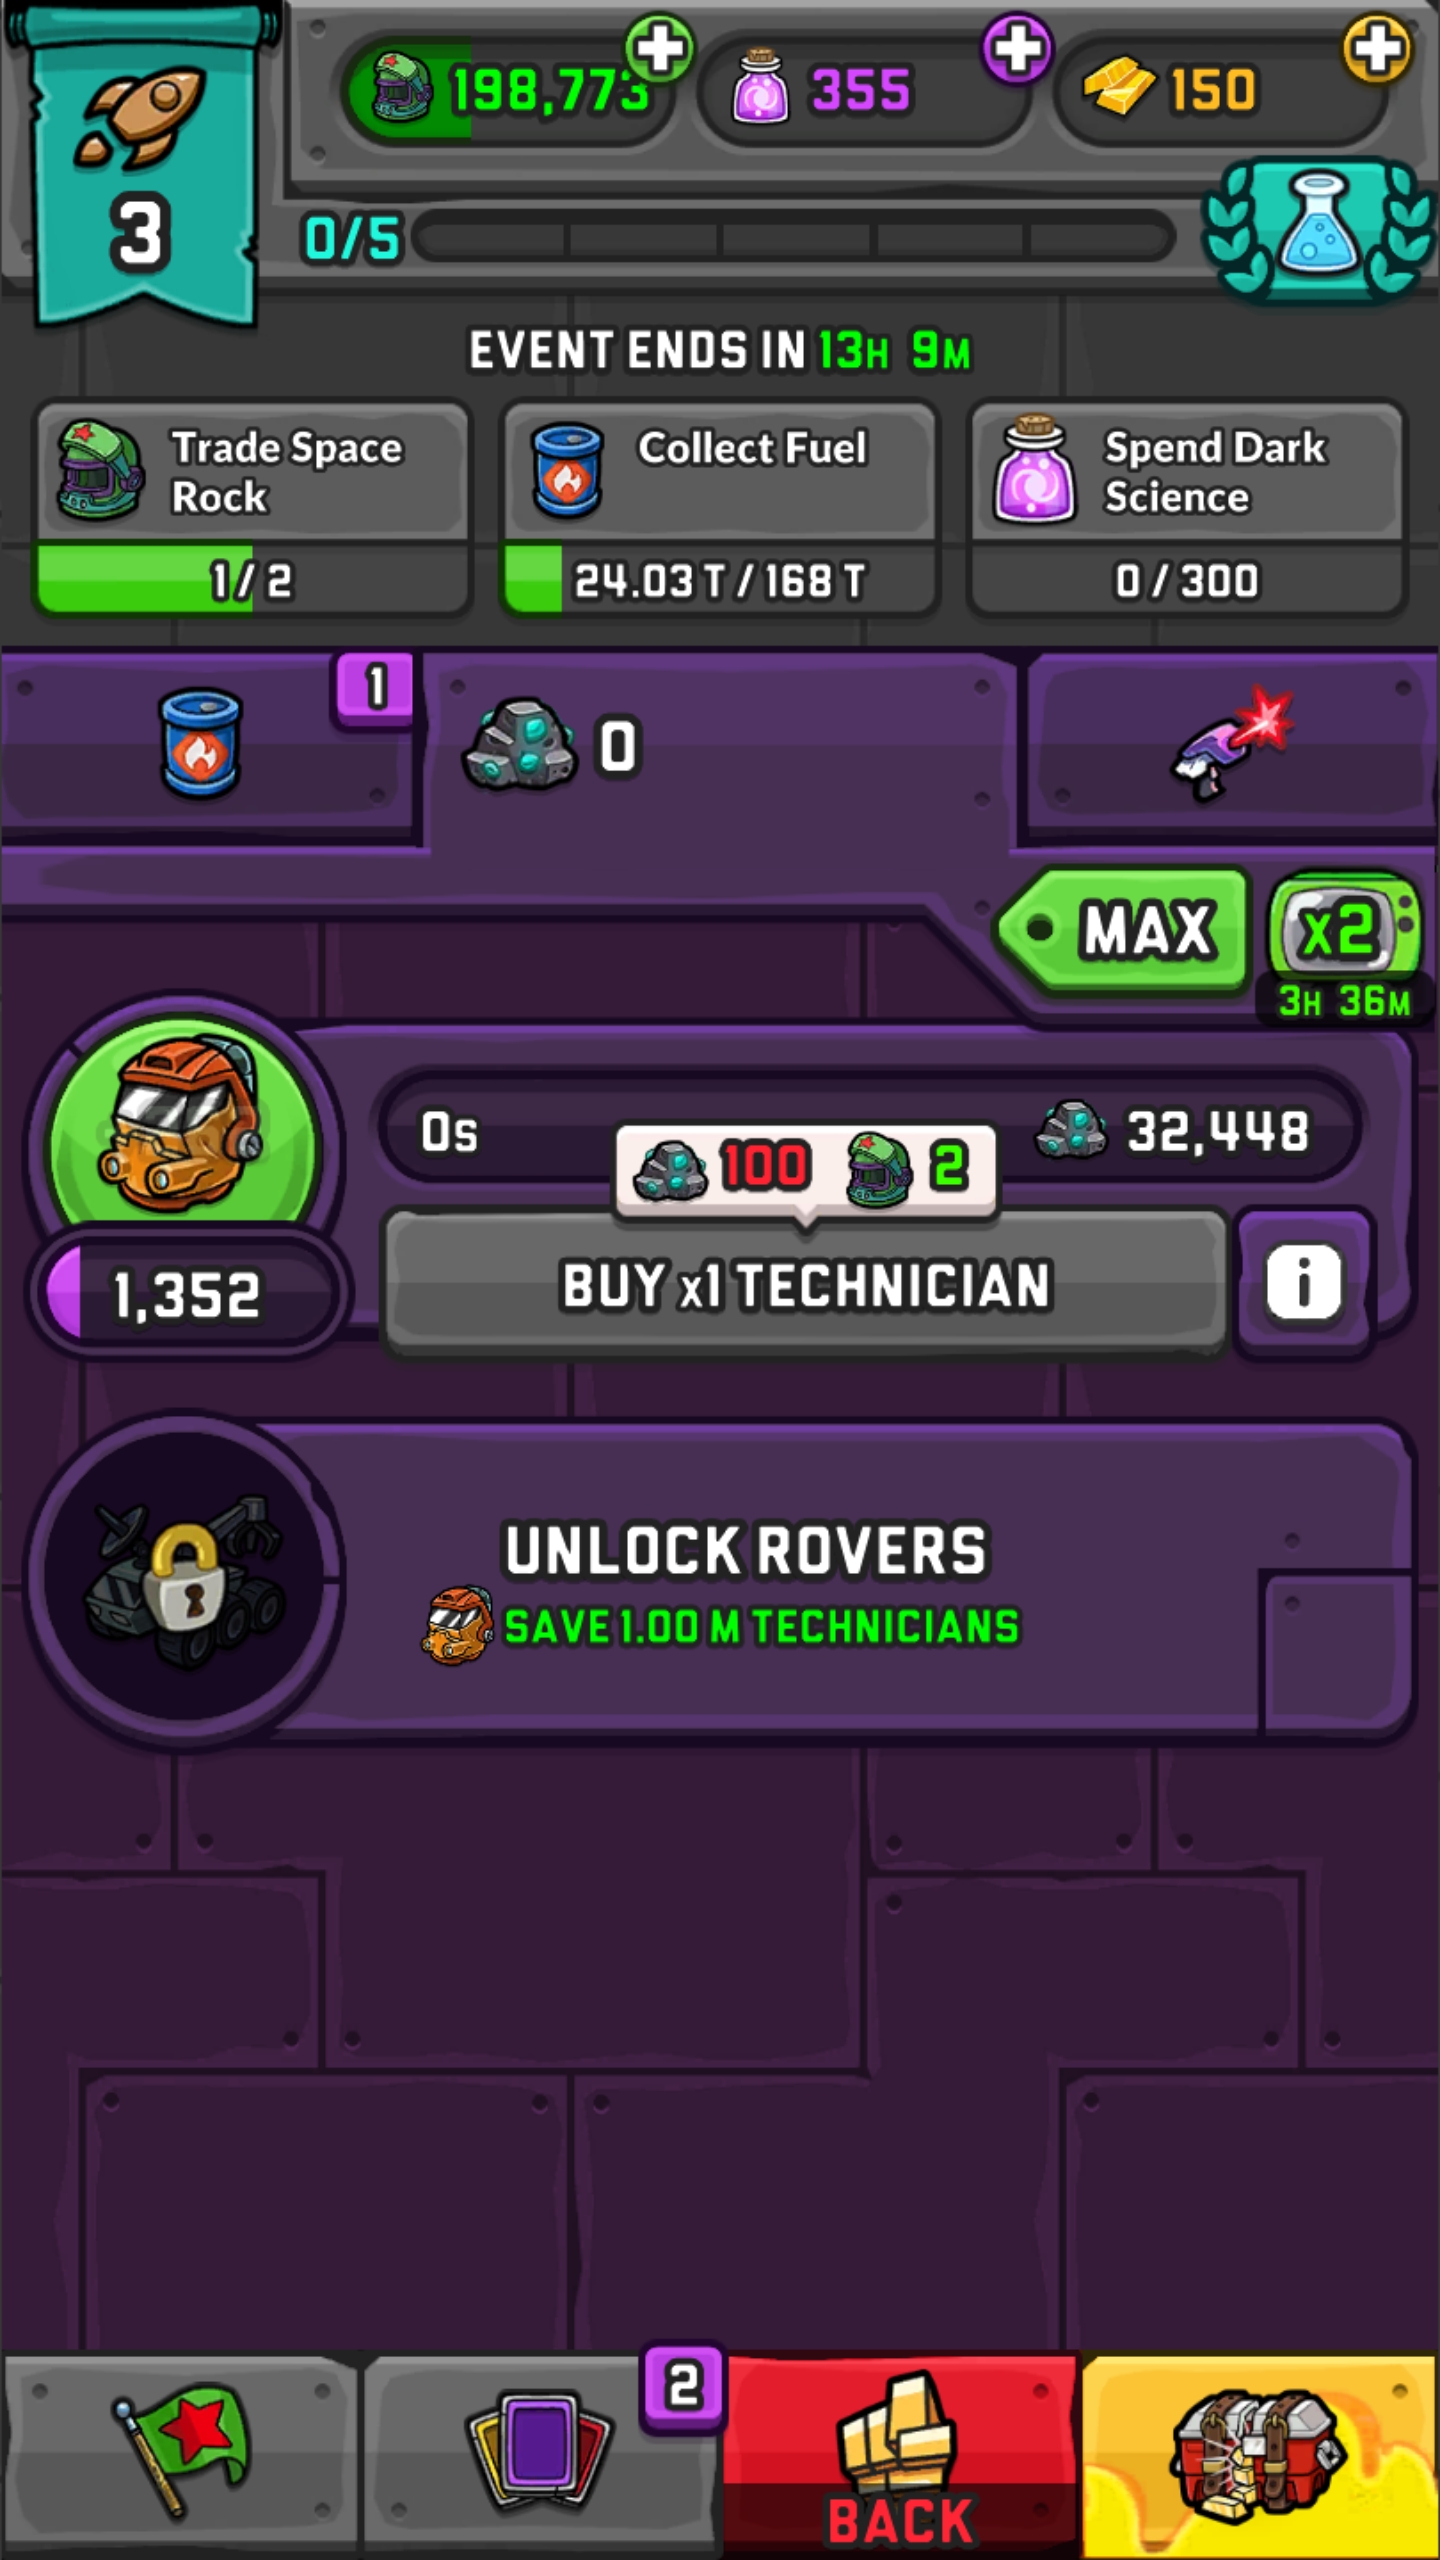 198,773
355
150
3
0/5
EVENT ENDS IN 13H 9M
Trade Space
Rock
1/2
Collect Fuel
24.03 T / 168 T
Spend Dark
Science
0 / 300
1
0
MAX
x2
3H 36M
0s
32,448
100
2
1,352
BUY x1 TECHNICIAN
i
UNLOCK ROVERS
SAVE 1.00 M TECHNICIANS
2
BACK